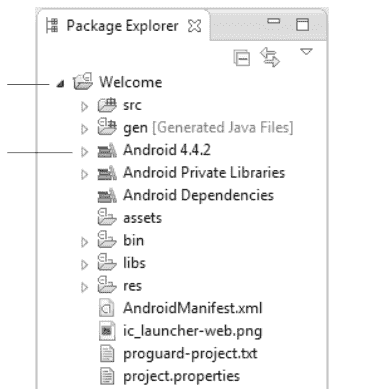 Package Explorer
Welcome
src
gen [Generated Java Files]
Android 4.4.2
Android Private Libraries
Android Dependencies
assets
bin
libs
res
AndroidManifest.xml
ic_launcher-web.png
proguard-project.txt
project.properties